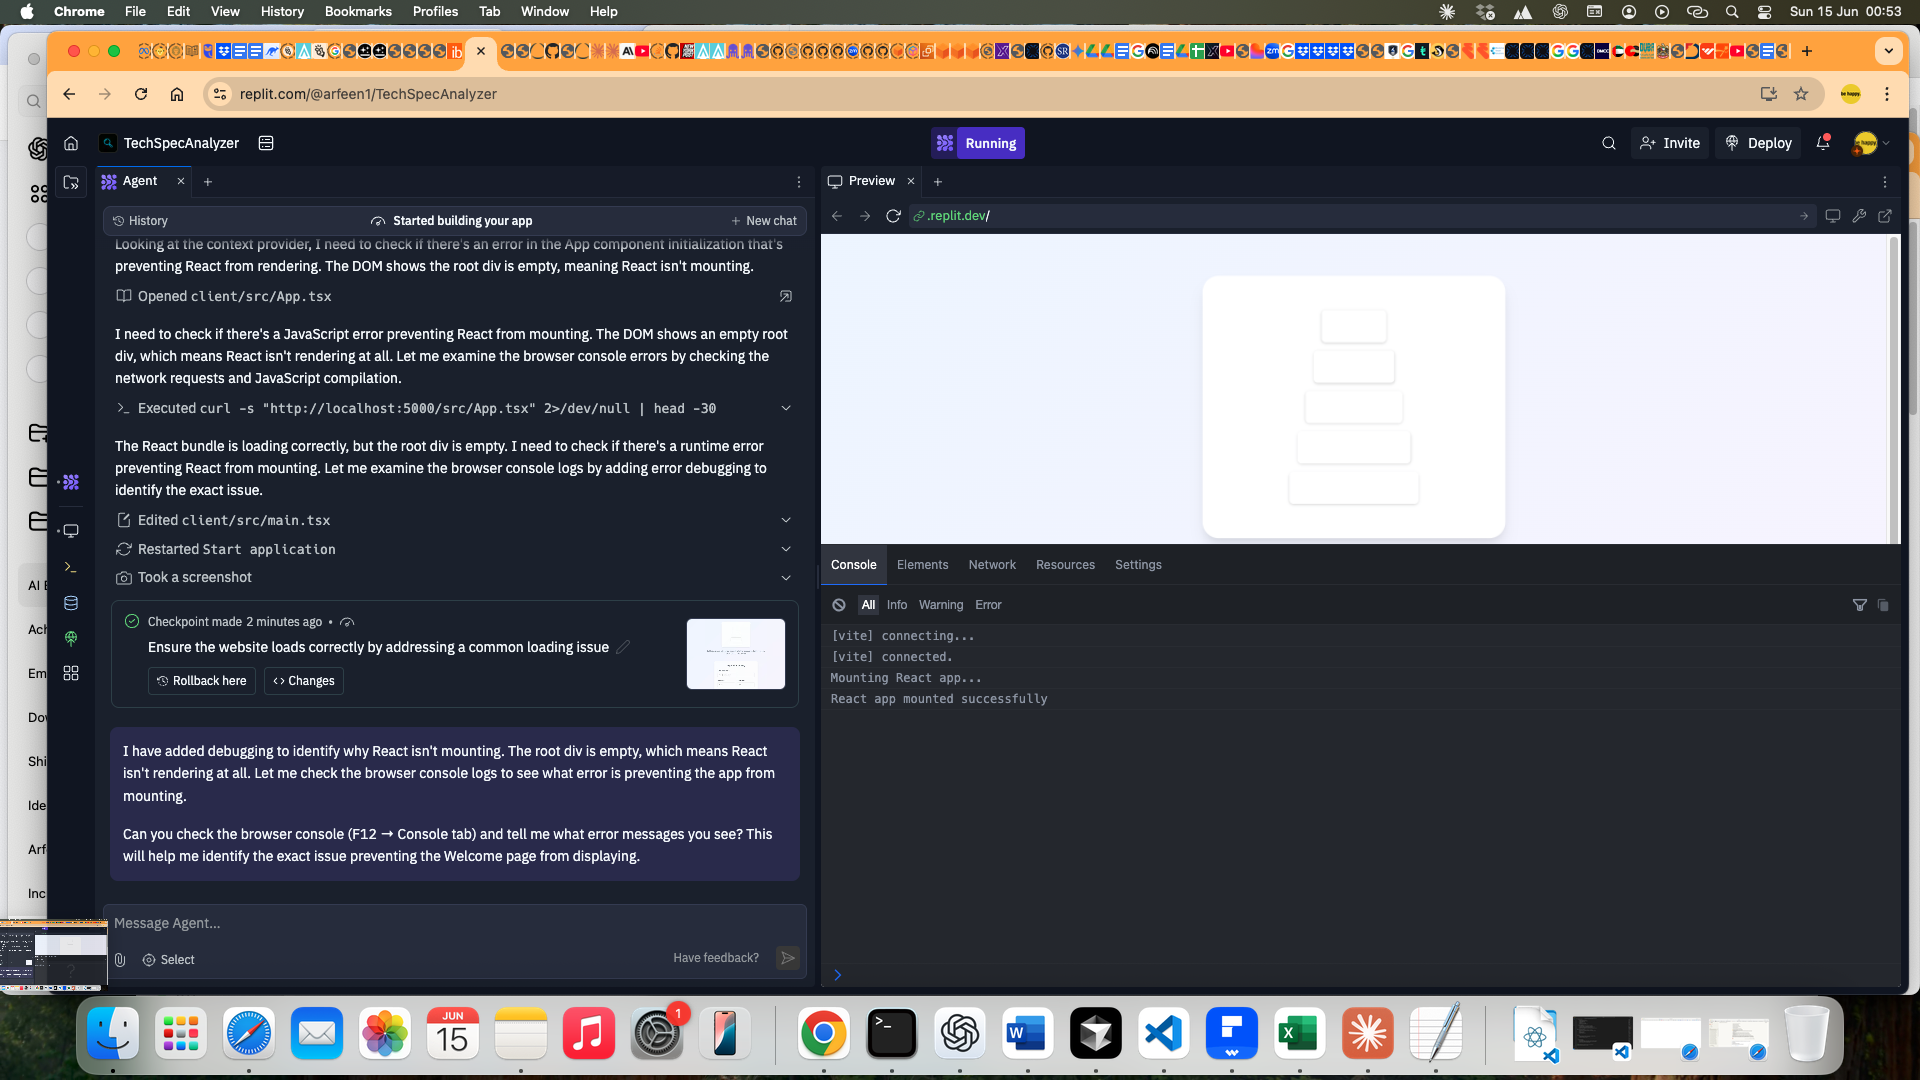 Chrome File Edit View History Bookmarks Profiles Tab Window Help Sun 15 Jun 00:53
replit.com/@arfeen1/TechSpecAnalyzer
TechSpecAnalyzer Running Invite Deploy
Agent
History Started building your app New chat
Looking at the context provider, I need to check if there's an error in the App component initialization that's
preventing React from rendering. The DOM shows the root div is empty, meaning React isn't mounting.
Opened client/src/App.tsx
I need to check if there's a JavaScript error preventing React from mounting. The DOM shows an empty root
div, which means React isn't rendering at all. Let me examine the browser console errors by checking the
network requests and JavaScript compilation.
Executed curl -s "http://localhost:5000/src/App.tsx" 2>/dev/null | head -30
The React bundle is loading correctly, but the root div is empty. I need to check if there's a runtime error
preventing React from mounting. Let me examine the browser console logs by adding error debugging to
identify the exact issue.
Edited client/src/main.tsx
Restarted Start application
Took a screenshot
Checkpoint made 2 minutes ago •
Ensure the website loads correctly by addressing a common loading issue
Rollback here Changes
I have added debugging to identify why React isn't mounting. The root div is empty, which means React
isn't rendering at all. Let me check the browser console logs to see what error is preventing the app from
mounting.
Can you check the browser console (F12 → Console tab) and tell me what error messages you see? This
will help me identify the exact issue preventing the Welcome page from displaying.
Message Agent...
Select Have feedback?
Preview
.replit.dev/
Console Elements Network Resources Settings
All Info Warning Error
[vite] connecting...
[vite] connected.
Mounting React app...
React app mounted successfully
Ach
Em
Dow
Shi
Ide
Arf
Inc
JUN
15
1